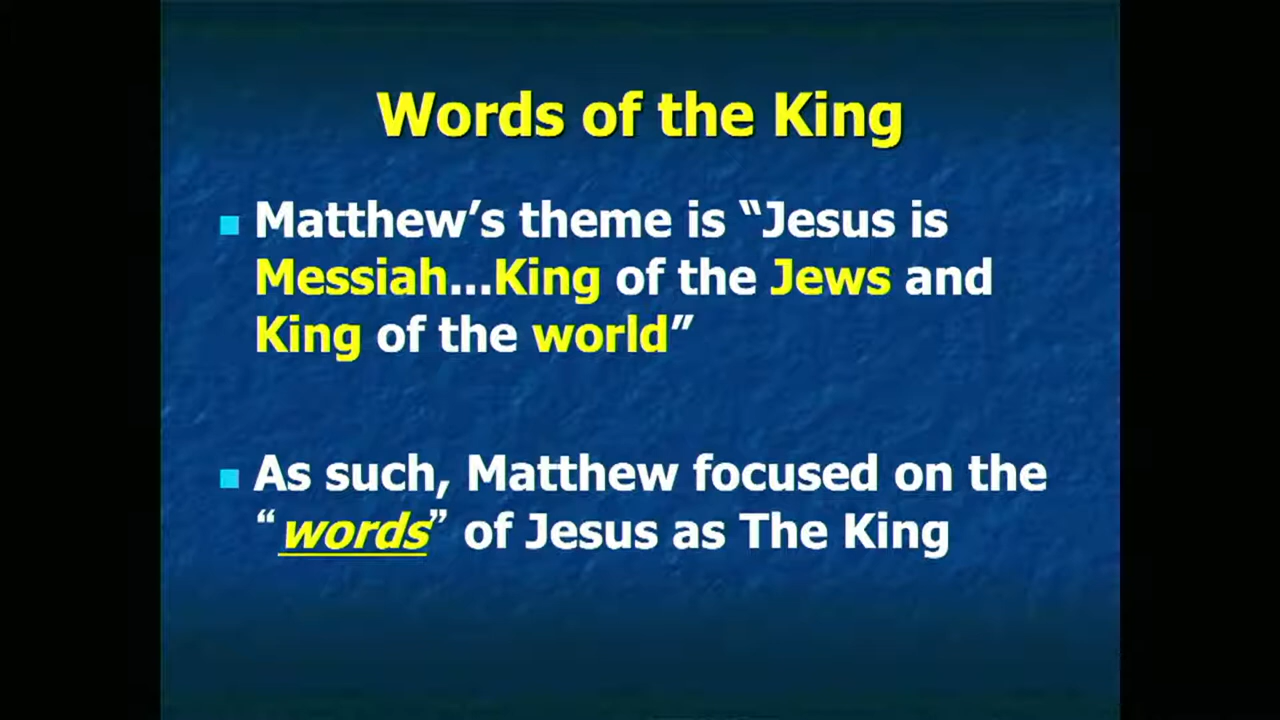 Words of the King
Matthew’s theme is “Jesus is
Messiah...King of the Jews and
King of the world”
As such, Matthew focused on the
“words” of Jesus as The King